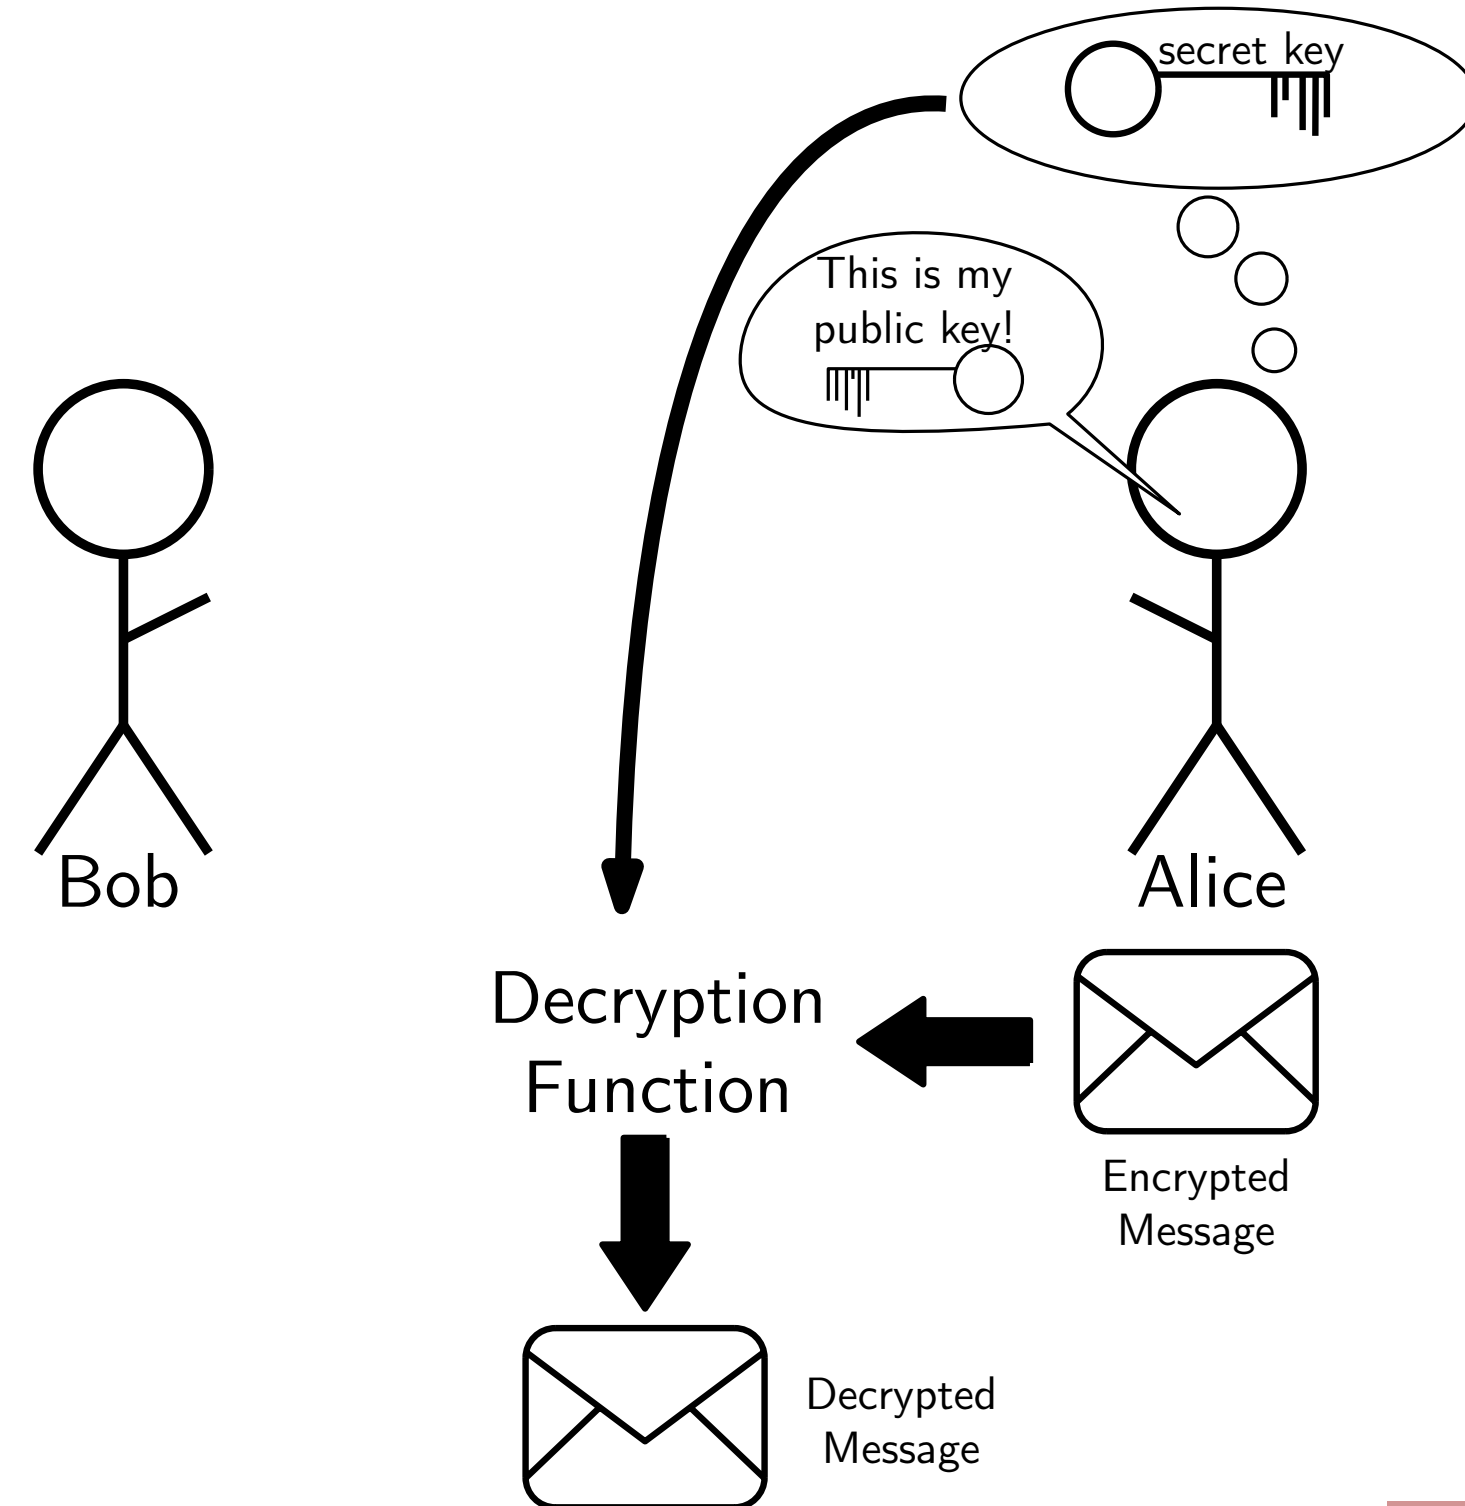 secret key
This is my
public key!
Bob
Alice
Decryption
Function
Encrypted
Message
Decrypted
Message